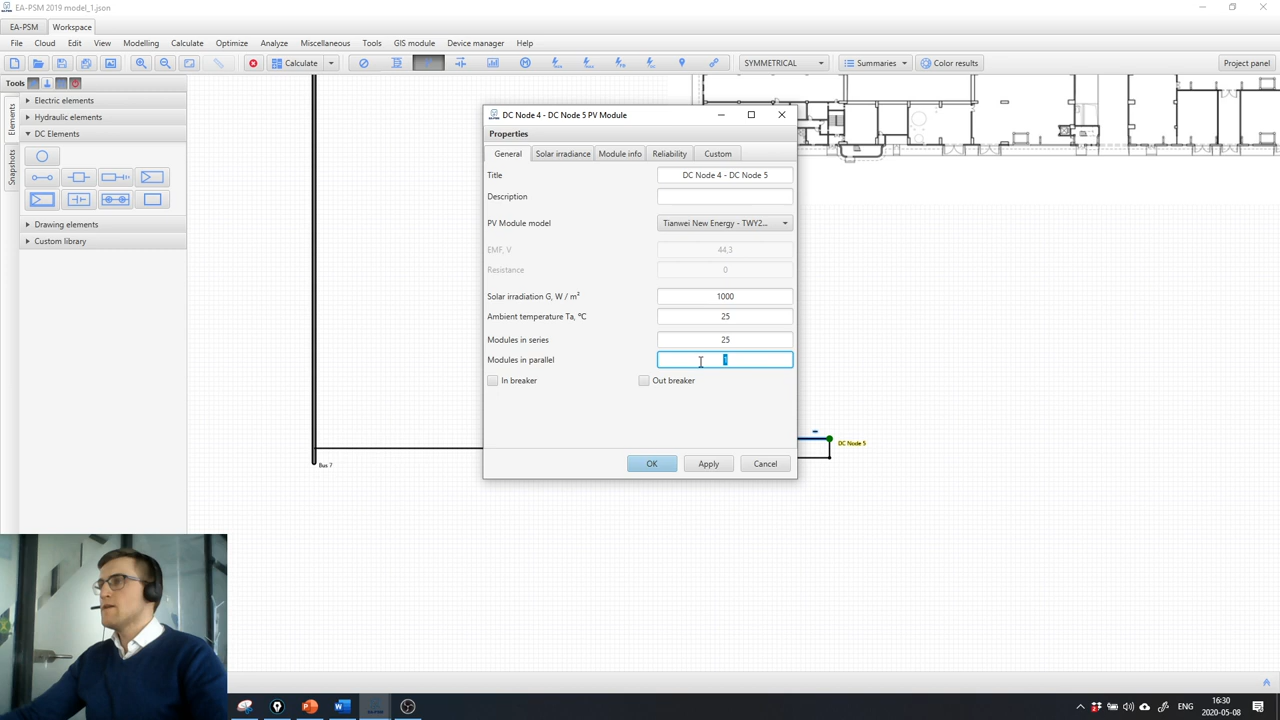 EA-PSM 2019 model_1.json
EA-PSM Workspace
File Cloud Edit View Modelling Calculate Optimize Analyze Miscellaneous Tools GIS module Device manager Help
Calculate SYMMETRICAL Summaries Color results Project panel
Tools
Elements
Snapshots
Electric elements
Hydraulic elements
DC Elements
Drawing elements
Custom library
DC Node 4 - DC Node 5 PV Module
Properties
General Solar irradiance Module info Reliability Custom
Title DC Node 4 - DC Node 5
Description
PV Module model Tianwei New Energy - TWY2...
EMF, V 44,3
Resistance 0
Solar irradiation G, W / m² 1000
Ambient temperature Ta, ºC 25
Modules in series 25
Modules in parallel 1
In breaker Out breaker
OK Apply Cancel
Bus 7
DC Node 5
ENG
16:30
2020-05-08